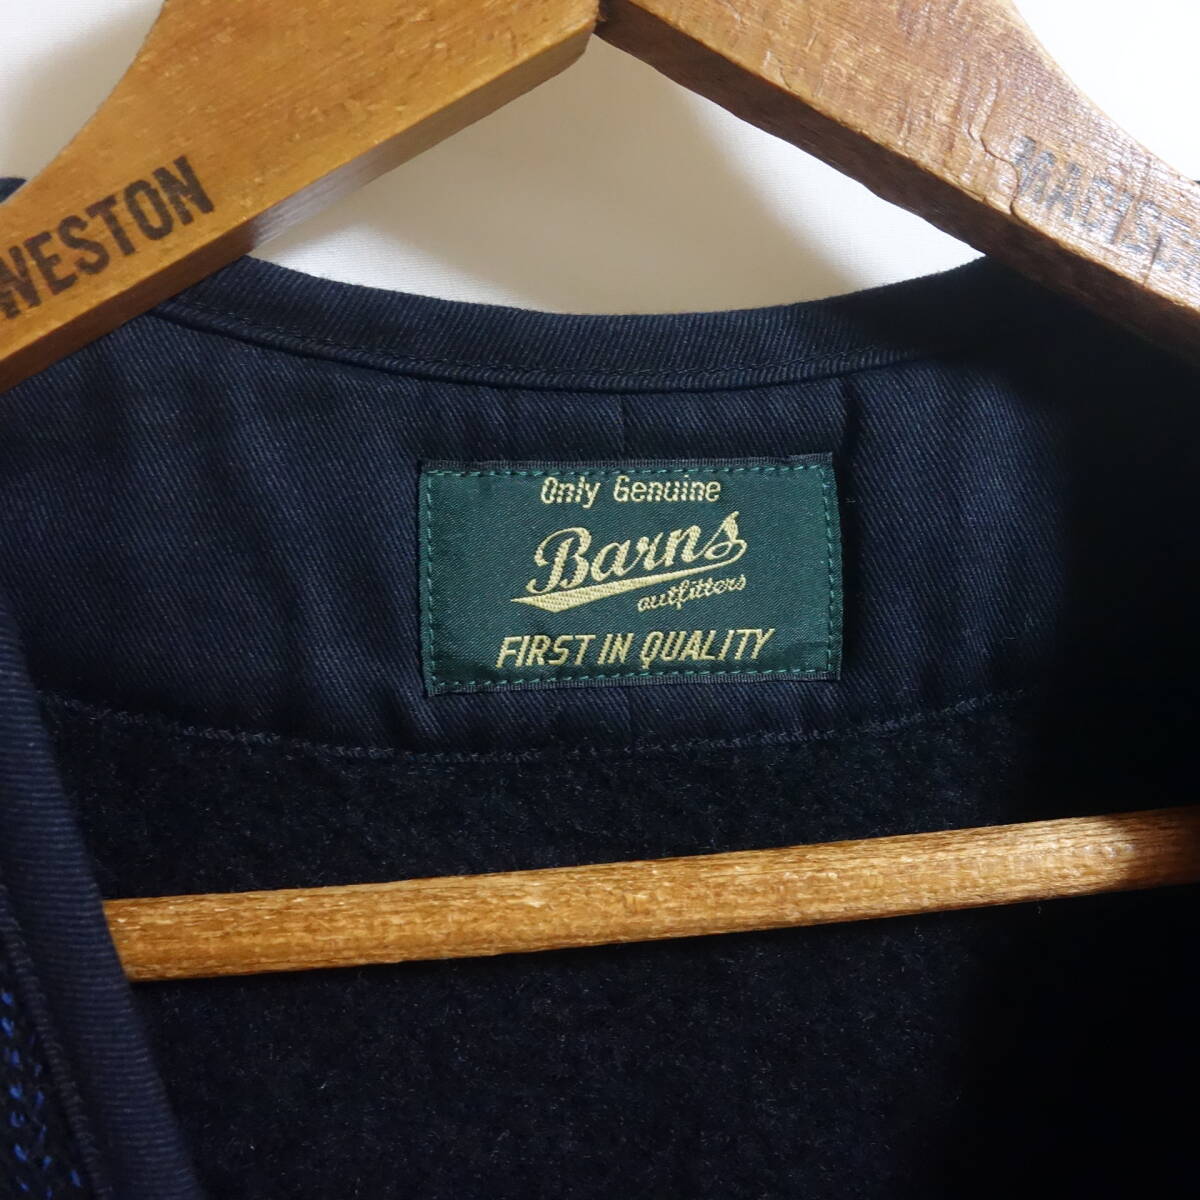 WESTON
Only Genuine
Barns
outfitters
FIRST IN QUALITY